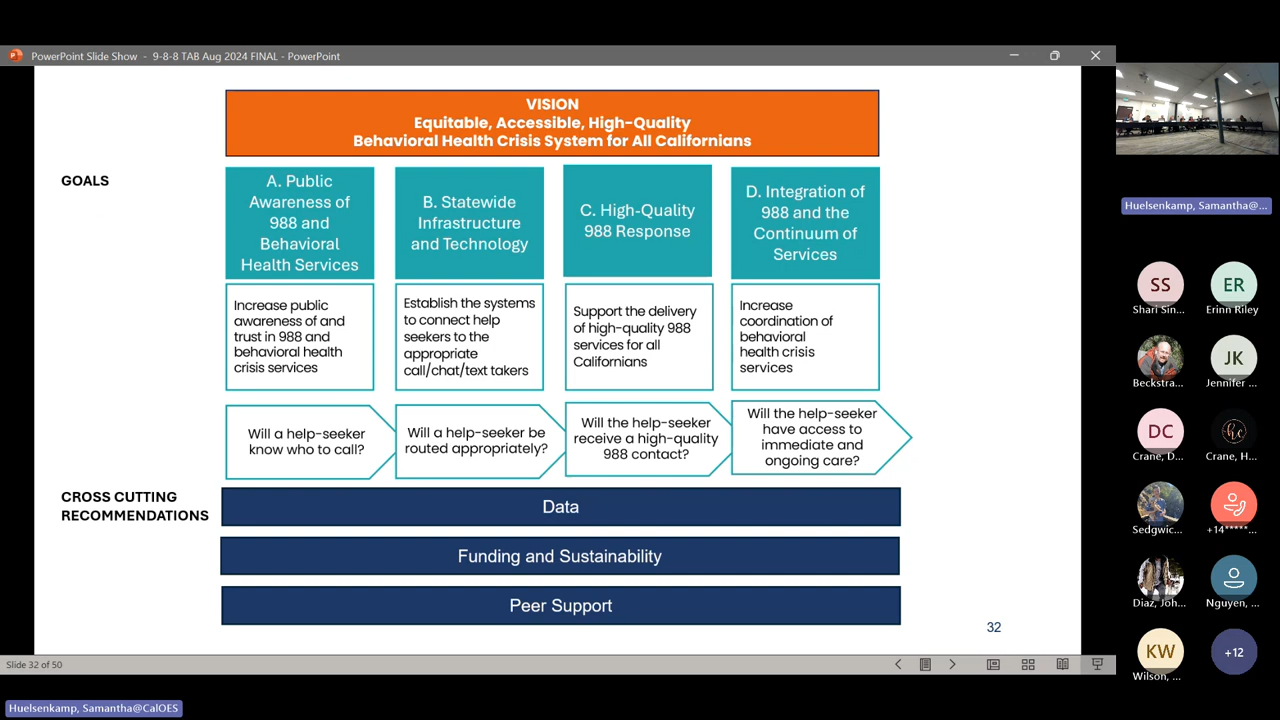 PowerPoint Slide Show - 9-8-8 TAB Aug 2024 FINAL - PowerPoint
VISION
Equitable, Accessible, High-Quality
Behavioral Health Crisis System for All Californians
GOALS
A. Public
Awareness of
988 and
Behavioral
Health Services
B. Statewide
Infrastructure
and Technology
C. High-Quality
988 Response
D. Integration of
988 and the
Continuum of
Services
Increase public
awareness of and
trust in 988 and
behavioral health
crisis services
Establish the systems
to connect help
seekers to the
appropriate
call/chat/text takers
Support the delivery
of high-quality 988
services for all
Californians
Increase
coordination of
behavioral
health crisis
services
Will a help-seeker
know who to call?
Will a help-seeker be
routed appropriately?
Will the help-seeker
receive a high-quality
988 contact?
Will the help-seeker
have access to
immediate and
ongoing care?
CROSS CUTTING
RECOMMENDATIONS
Data
Funding and Sustainability
Peer Support
32
Slide 32 of 50
Huelsenkamp, Samantha@CalOES
Huelsenkamp, Samantha@...
SS
Shari Sin...
ER
Erinn Riley
Beckstra...
JK
Jennifer ...
DC
Crane, D...
hc
Crane, H...
Sedgwic...
+14*****...
Diaz, Joh...
Nguyen, ...
KW
Wilson, ...
+12